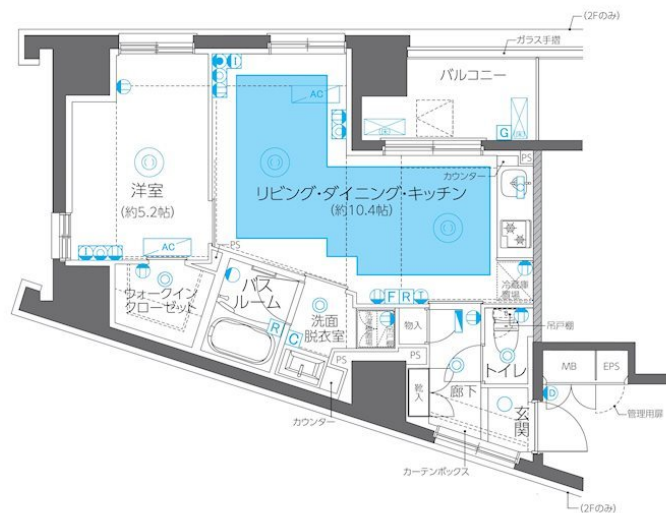 (2Fのみ)
ガラス手摺
バルコニー
I
AC
G
カウンター
PS
洋室
(約5.2帖)
リビング・ダイニング・キッチン
(約10.4帖)
I
AC
PS
冷蔵庫
置場
F R
ウォークイン
クローゼット
バス
ルーム
洗面
脱衣室
洗濯機
置場
物入
吊戸棚
トイレ
R
C
PS
PS
MB
EPS
靴入
廊下
玄関
D
管理用扉
カウンター
カーテンボックス
(2Fのみ)